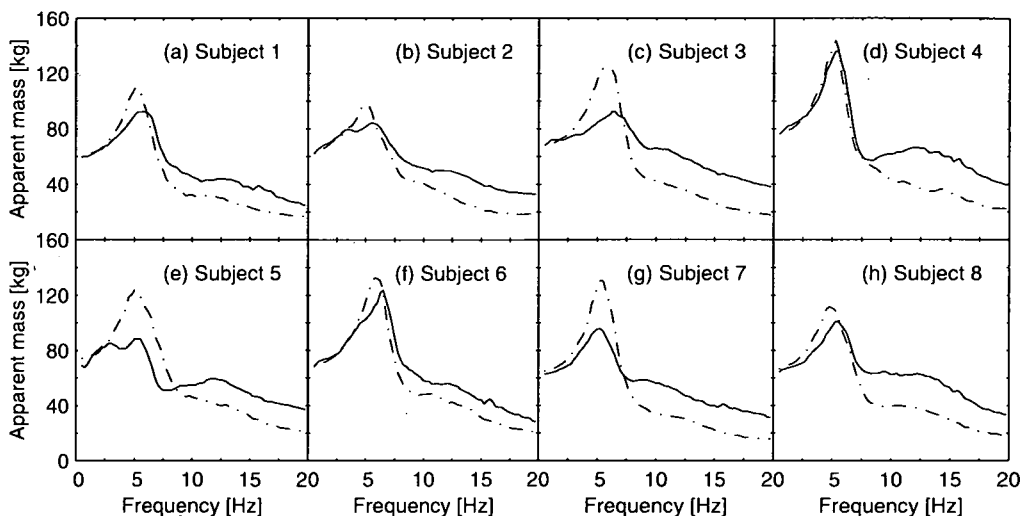 160
120
80
40
Apparent mass [kg]
(a) Subject 1
(b) Subject 2
(c) Subject 3
(d) Subject 4
160
120
80
40
0
Apparent mass [kg]
(e) Subject 5
(f) Subject 6
(g) Subject 7
(h) Subject 8
0 5 10 15 20 5 10 15 20 5 10 15 20 5 10 15 20
Frequency [Hz] Frequency [Hz] Frequency [Hz] Frequency [Hz]